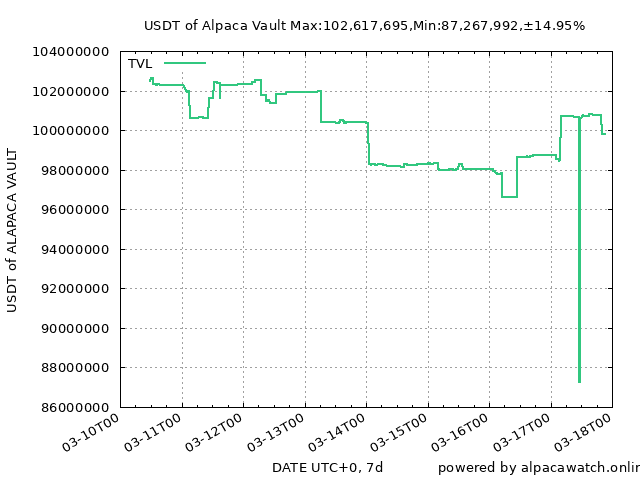 USDT of Alpaca Vault Max:102,617,695,Min:87,267,992,±14.95%
TVL
104000000
102000000
100000000
98000000
96000000
94000000
92000000
90000000
88000000
86000000
USDT of ALAPACA VAULT
03-10T00
03-11T00
03-12T00
03-13T00
03-14T00
03-15T00
03-16T00
03-17T00
03-18T00
DATE UTC+0, 7d
powered by alpacawatch.onlin